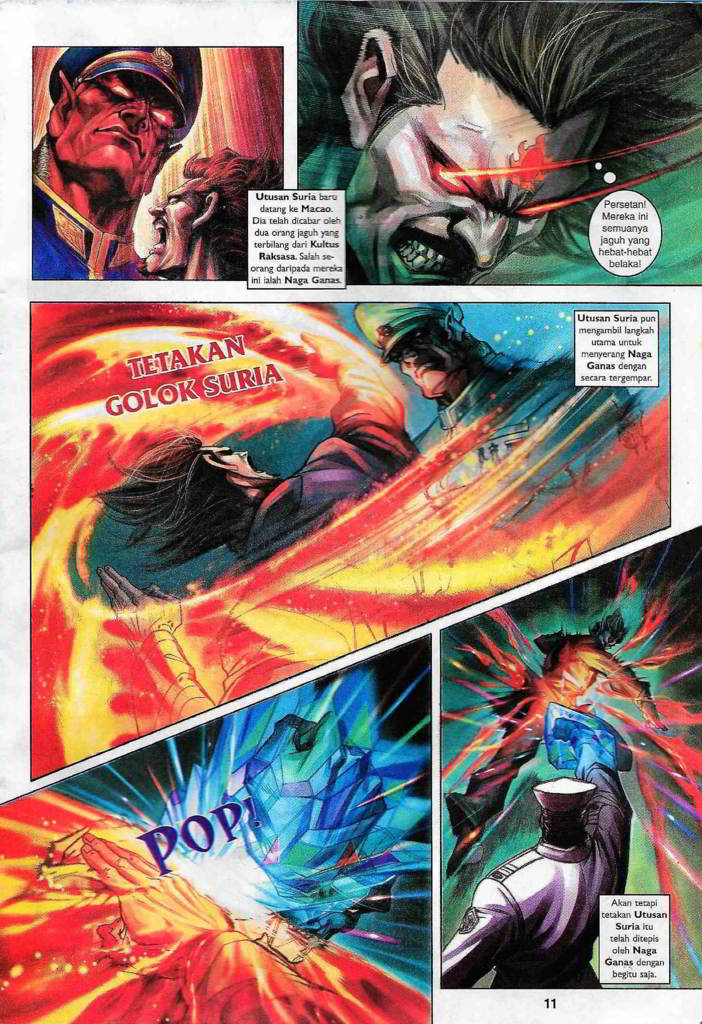 Utusan Suria baru
datang ke Macao.
Dia telah dicabar oleh
dua orang jaguh yang
terbilang dari Kultus
Raksasa. Salah se-
orang daripada mereka
ini ialah Naga Ganas.
Persetan!
Mereka ini
semuanya
jaguh yang
hebat-hebat
belaka!
TETAKAN
GOLOK SURIA
Utusan Suria pun
mengambil langkah
utama untuk
menyerang Naga
Ganas dengan
secara tergempar.
POP!
Akan tetapi
tetakan Utusan
Suria itu
telah ditepis
oleh Naga
Ganas dengan
begitu saja.
11